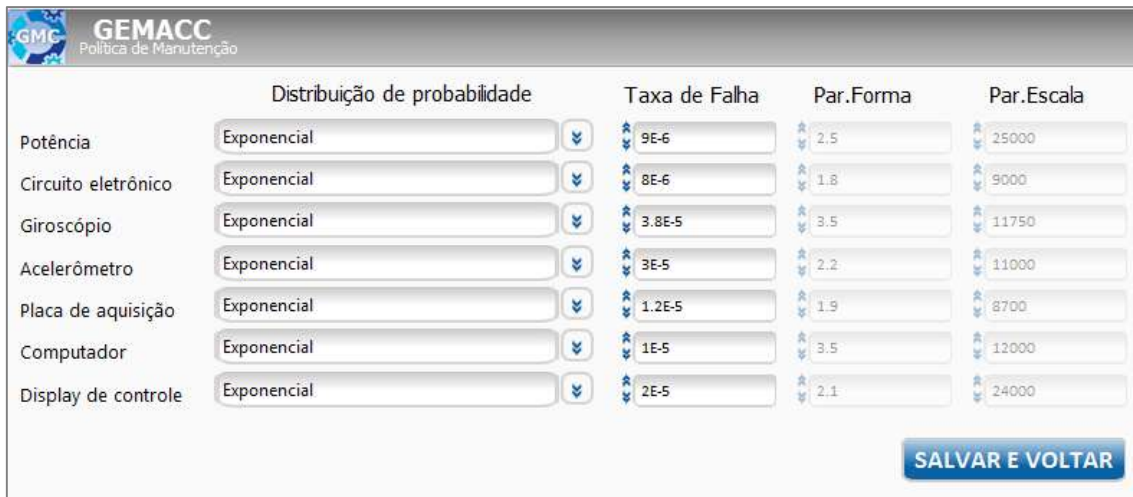 GMC GEMACC
Política de Manutenção
Distribuição de probabilidade Taxa de Falha Par.Forma Par.Escala
Potência Exponencial 9E-6 2.5 25000
Circuito eletrônico Exponencial 8E-6 1.8 9000
Giroscópio Exponencial 3.8E-5 3.5 11750
Acelerômetro Exponencial 3E-5 2.2 11000
Placa de aquisição Exponencial 1.2E-5 1.9 8700
Computador Exponencial 1E-5 3.5 12000
Display de controle Exponencial 2E-5 2.1 24000
SALVAR E VOLTAR